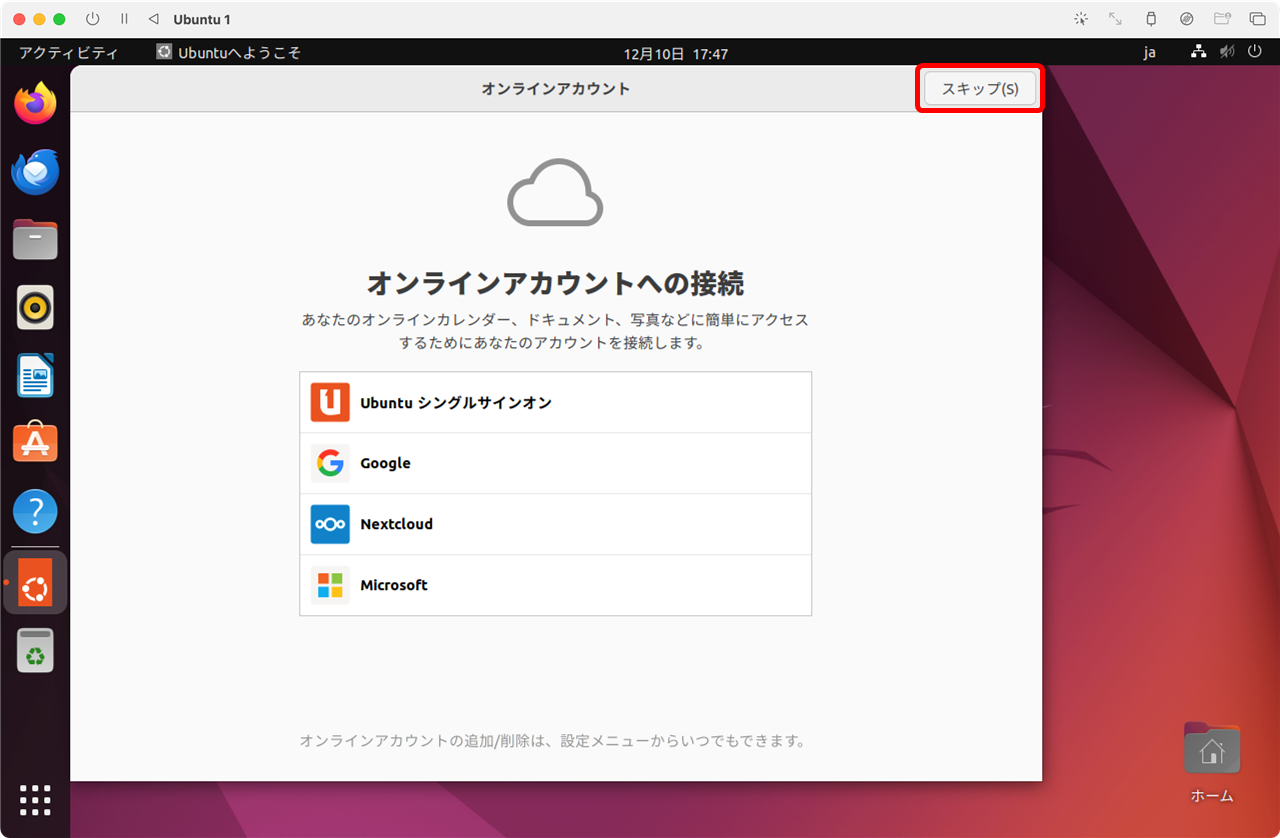 Ubuntu 1
アクティビティ
Ubuntuへようこそ
12月10日 17:47
ja
オンラインアカウント
スキップ(S)
オンラインアカウントへの接続
あなたのオンラインカレンダー、ドキュメント、写真などに簡単にアクセス
するためにあなたのアカウントを接続します。
Ubuntu シングルサインオン
Google
Nextcloud
Microsoft
オンラインアカウントの追加/削除は、設定メニューからいつでもできます。
ホーム